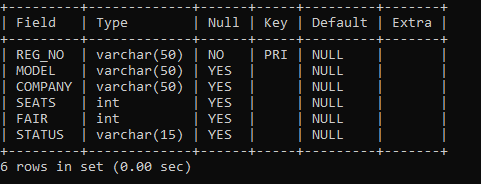 +---------+-------------+------+-----+---------+-------+
| Field   | Type        | Null | Key | Default | Extra |
+---------+-------------+------+-----+---------+-------+
| REG_NO  | varchar(50) | NO   | PRI | NULL    |       |
| MODEL   | varchar(50) | YES  |     | NULL    |       |
| COMPANY | varchar(50) | YES  |     | NULL    |       |
| SEATS   | int         | YES  |     | NULL    |       |
| FAIR    | int         | YES  |     | NULL    |       |
| STATUS  | varchar(15) | YES  |     | NULL    |       |
+---------+-------------+------+-----+---------+-------+
6 rows in set (0.00 sec)